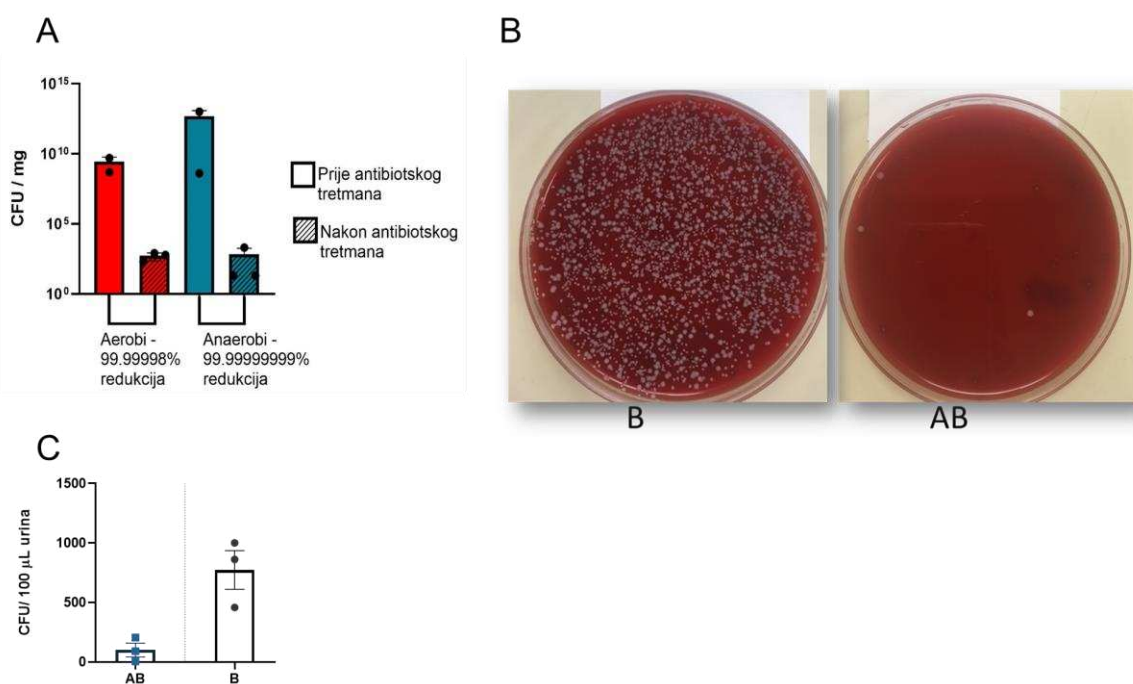 A
B
10¹⁵
10¹⁰
10⁵
10⁰
CFU / mg
Prije antibiotskog
tretmana
Nakon antibiotskog
tretmana
Aerobi -
99.99998%
redukcija
Anaerobi -
99.99999999%
redukcija
B
AB
C
1500
1000
500
0
CFU/ 100 µL urina
AB
B